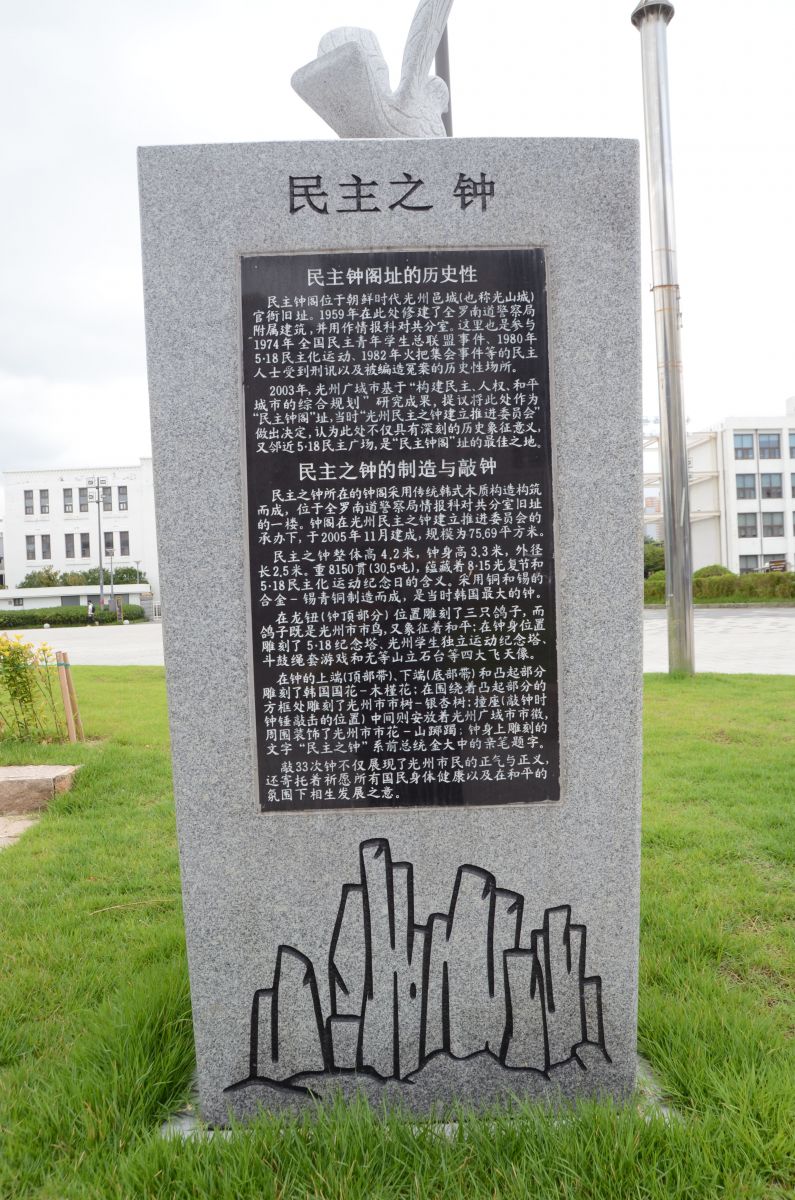 民主之钟
民主钟阁址的历史性
民主钟阁位于朝鲜时代光州邑城(也称光山城)
官衙旧址。1959年在此处修建了全罗南道警察局
附属建筑，并用作情报科对共分室。这里也是参与
1974年全国民主青年学生总联盟事件、1980年
5·18民主化运动、1982年火把集会事件等的民主
人士受到刑讯以及被编造冤案的历史性场所。
2003年，光州广域市基于“构建民主、人权、和平
城市的综合规划”研究成果，提议将此处作为
“民主钟阁”址，当时“光州民主之钟建立推进委员会”
做出决定，认为此处不仅具有深刻的历史象征意义，
又邻近5·18民主广场，是“民主钟阁”址的最佳之地。
民主之钟的制造与敲钟
民主之钟所在的钟阁采用传统韩式木质构造构筑
而成，位于全罗南道警察局情报科对共分室旧址
的一楼。钟阁在光州民主之钟建立推进委员会的
承办下，于2005年11月建成，规模为75.69平方米。
民主之钟整体高4.2米，钟身高3.3米，外径
长2.5米，重8150贯(30.5吨)，蕴藏着8·15光复节和
5·18民主化运动纪念日的含义。采用铜和锡的
合金-锡青铜制造而成，是当时韩国最大的钟。
在龙钮(钟顶部分)位置雕刻了三只鸽子，而
鸽子既是光州市市鸟，又象征着和平；在钟身位置
雕刻了5·18纪念塔、光州学生独立运动纪念塔、
斗鼓绳套游戏和无等山立石台等四大飞天像。
在钟的上端(顶部带)、下端(底部带)和凸起部分
雕刻了韩国国花-木槿花；在围绕着凸起部分的
方框处雕刻了光州市市树-银杏树；撞座(敲钟时
钟锤敲击的位置)中间则安放着光州广域市市徽，
周围装饰了光州市市花-山踯躅；钟身上雕刻的
文字“民主之钟”系前总统金大中的亲笔题字。
敲33次钟不仅展现了光州市民的正气与正义，
还寄托着祈愿所有国民身体健康以及在和平的
氛围下相生发展之意。